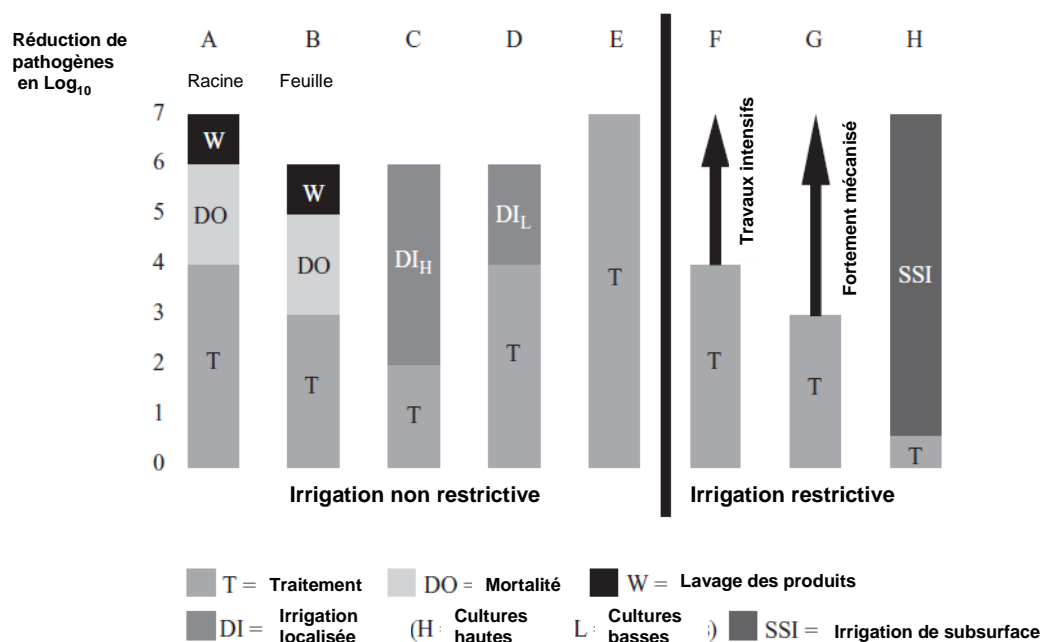 Réduction de pathogènes en Log10
A B C D E F G H
Racine Feuille
7
6
5
4
3
2
1
0
W
DO
T
W
DO
T
DIH
T
DIL
T
T
Travaux intensifs
T
Fortement mécanisé
T
SSI
T
Irrigation non restrictive
Irrigation restrictive
T = Traitement DO = Mortalité W = Lavage des produits
DI = Irrigation localisée (H = Cultures hautes L = Cultures basses ) SSI = Irrigation de subsurface